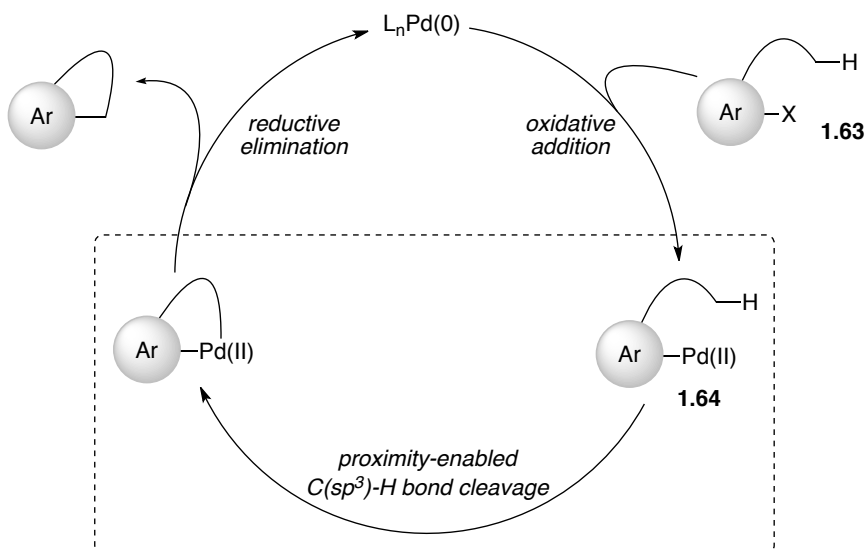 LₙPd(0)
H
Ar
X
1.63
Ar
reductive
elimination
oxidative
addition
H
Ar
Pd(II)
Ar
Pd(II)
1.64
proximity-enabled
C(sp³)-H bond cleavage